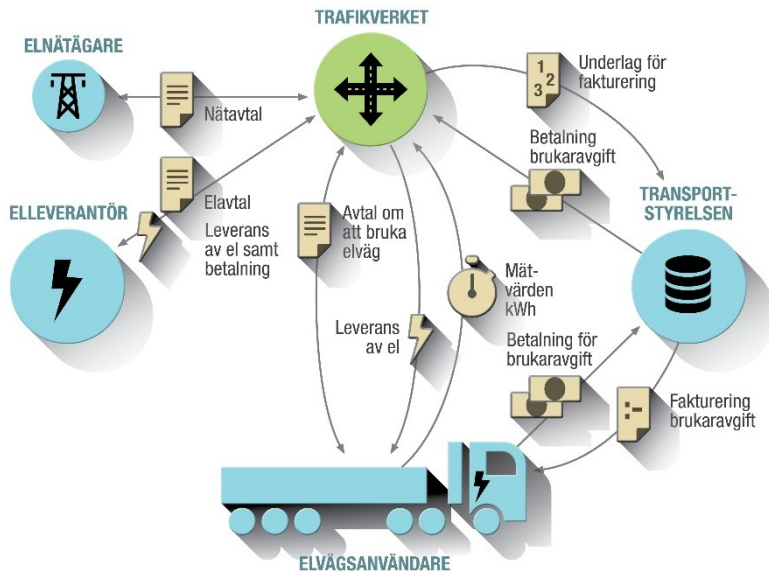 TRAFIKVERKET
ELNÄTÄGARE
Nätavtal
Underlag för
fakturering
1
2
3
Betalning
brukaravgift
TRANSPORT-
STYRELSEN
ELLEVERANTÖR
Elavtal
Leverans
av el samt
betalning
Avtal om
att bruka
elväg
Mät-
värden
kWh
Leverans
av el
Betalning för
brukaravgift
Fakturering
brukaravgift
:-
ELVÄGSANVÄNDARE